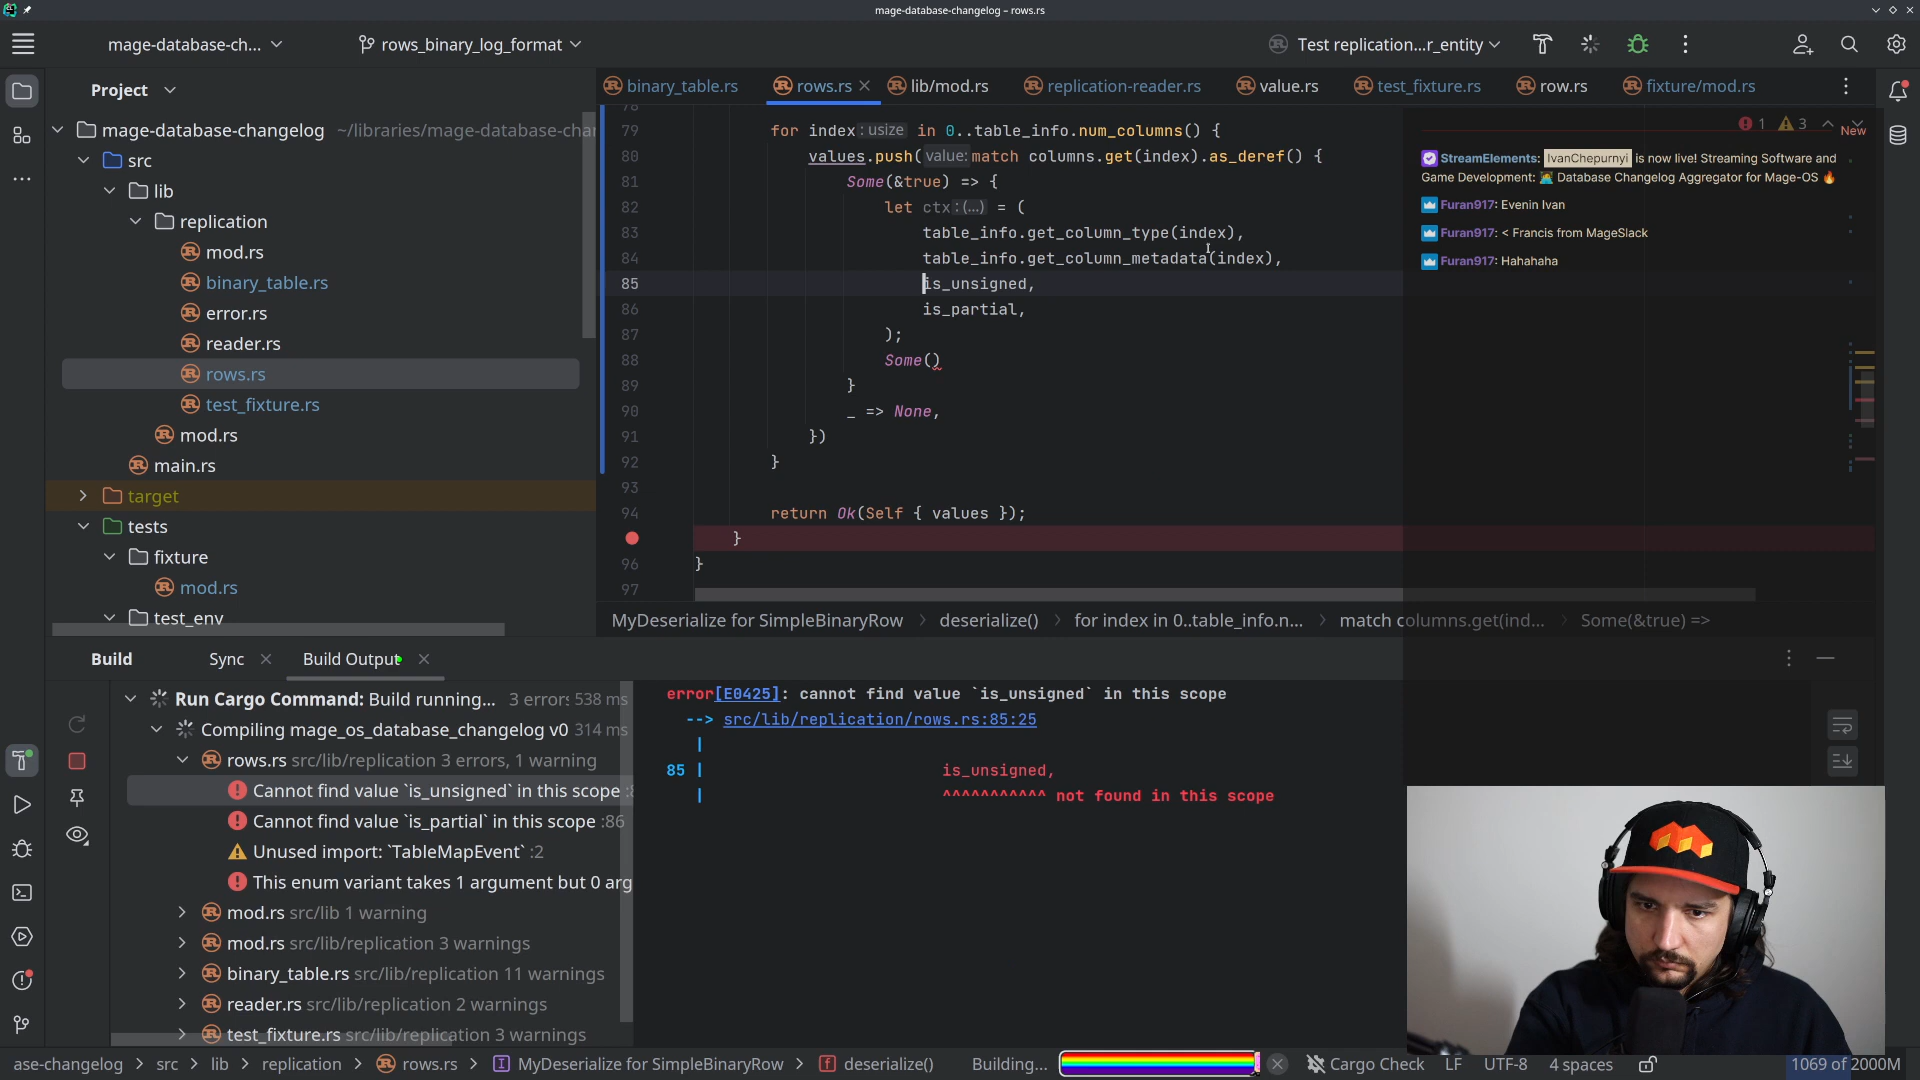 mage-database-changelog – rows.rs
mage-database-ch...
rows_binary_log_format
Test replication...r_entity
Project
binary_table.rs
rows.rs
lib/mod.rs
replication-reader.rs
value.rs
test_fixture.rs
row.rs
fixture/mod.rs
mage-database-changelog ~/libraries/mage-database-chan
src
lib
replication
mod.rs
binary_table.rs
error.rs
reader.rs
rows.rs
test_fixture.rs
mod.rs
main.rs
target
tests
fixture
mod.rs
test_env
78
79 for index: usize in 0..table_info.num_columns() {
80 values.push( value: match columns.get(index).as_deref() {
81 Some(&true) => {
82 let ctx: (...) = (
83 table_info.get_column_type(index),
84 table_info.get_column_metadata(index),
85 is_unsigned,
86 is_partial,
87 );
88 Some()
89 }
90 _ => None,
91 })
92 }
93
94 return Ok(Self { values });
}
96 }
97
1 3
New
StreamElements: IvanChepurnyi is now live! Streaming Software and
Game Development: 🧑‍💻 Database Changelog Aggregator for Mage-OS 🔥
Furan917: Evenin Ivan
Furan917: < Francis from MageSlack
Furan917: Hahahaha
MyDeserialize for SimpleBinaryRow > deserialize() > for index in 0..table_info.n... > match columns.get(ind... > Some(&true) =>
Build
Sync
Build Output
Run Cargo Command: Build running... 3 errors 538 ms
Compiling mage_os_database_changelog v0 314 ms
rows.rs src/lib/replication 3 errors, 1 warning
Cannot find value `is_unsigned` in this scope :8
Cannot find value `is_partial` in this scope :86
Unused import: `TableMapEvent` :2
This enum variant takes 1 argument but 0 arg
mod.rs src/lib 1 warning
mod.rs src/lib/replication 3 warnings
binary_table.rs src/lib/replication 11 warnings
reader.rs src/lib/replication 2 warnings
test_fixture.rs src/lib/replication 3 warnings
error[E0425]: cannot find value `is_unsigned` in this scope
--> src/lib/replication/rows.rs:85:25
|
85 | is_unsigned,
| ^^^^^^^^^^^ not found in this scope
ase-changelog > src > lib > replication > rows.rs > MyDeserialize for SimpleBinaryRow > deserialize()
Building...
Cargo Check
LF
UTF-8
4 spaces
1069 of 2000M